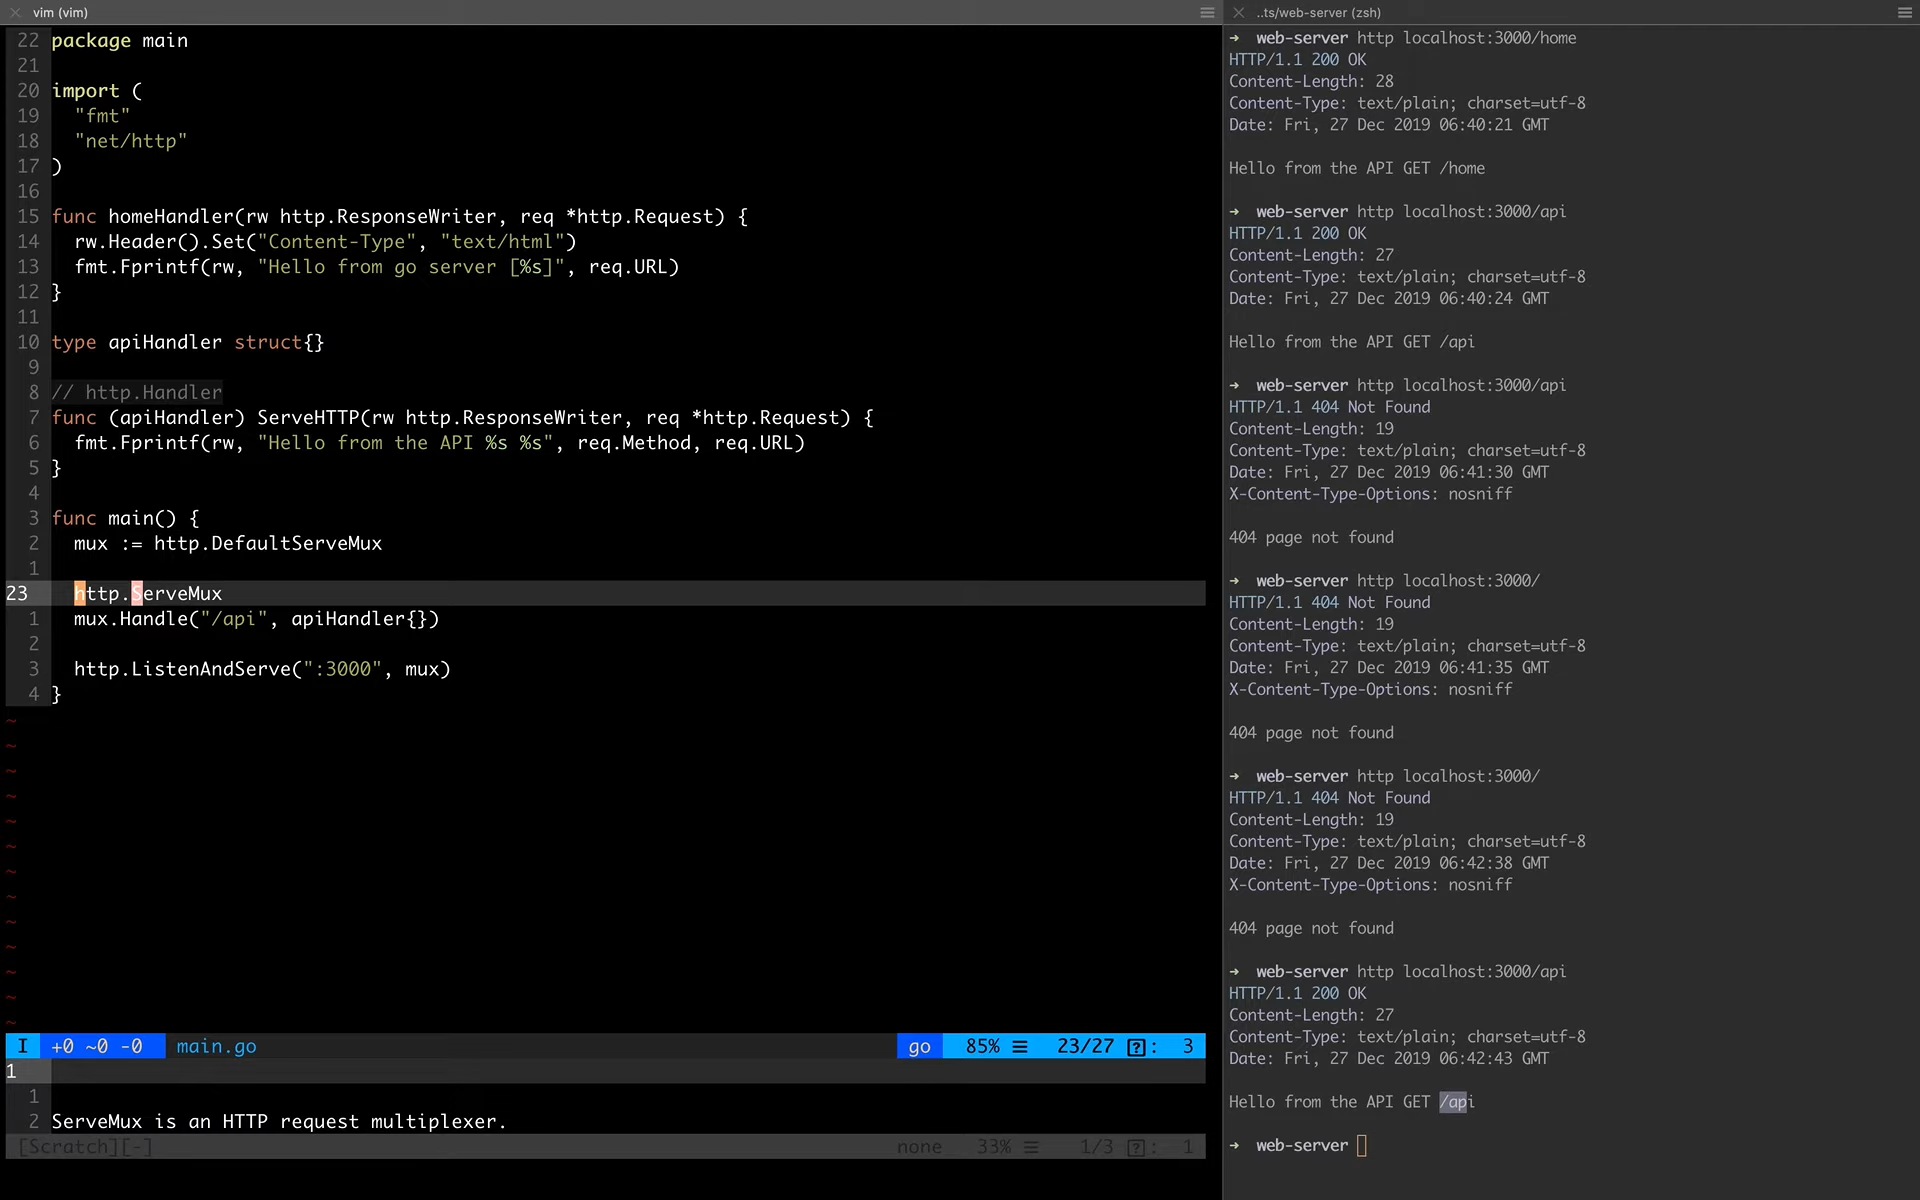 vim (vim)
22 package main
21
20 import (
19   "fmt"
18   "net/http"
17 )
16
15 func homeHandler(rw http.ResponseWriter, req *http.Request) {
14   rw.Header().Set("Content-Type", "text/html")
13   fmt.Fprintf(rw, "Hello from go server [%s]", req.URL)
12 }
11
10 type apiHandler struct{}
9
8 // http.Handler
7 func (apiHandler) ServeHTTP(rw http.ResponseWriter, req *http.Request) {
6   fmt.Fprintf(rw, "Hello from the API %s %s", req.Method, req.URL)
5 }
4
3 func main() {
2   mux := http.DefaultServeMux
1
23   http.ServeMux
1   mux.Handle("/api", apiHandler{})
2
3   http.ListenAndServe(":3000", mux)
4 }
~
~
~
~
~
~
~
~
~
~
~
~
~
I +0 ~0 -0 main.go go 85% ☰ 23/27 [?]: 3
1
1
2 ServeMux is an HTTP request multiplexer.
[Scratch][-] none 33% ☰ 1/3 [?]: 1
..ts/web-server (zsh)
→ web-server http localhost:3000/home
HTTP/1.1 200 OK
Content-Length: 28
Content-Type: text/plain; charset=utf-8
Date: Fri, 27 Dec 2019 06:40:21 GMT
Hello from the API GET /home
→ web-server http localhost:3000/api
HTTP/1.1 200 OK
Content-Length: 27
Content-Type: text/plain; charset=utf-8
Date: Fri, 27 Dec 2019 06:40:24 GMT
Hello from the API GET /api
→ web-server http localhost:3000/api
HTTP/1.1 404 Not Found
Content-Length: 19
Content-Type: text/plain; charset=utf-8
Date: Fri, 27 Dec 2019 06:41:30 GMT
X-Content-Type-Options: nosniff
404 page not found
→ web-server http localhost:3000/
HTTP/1.1 404 Not Found
Content-Length: 19
Content-Type: text/plain; charset=utf-8
Date: Fri, 27 Dec 2019 06:41:35 GMT
X-Content-Type-Options: nosniff
404 page not found
→ web-server http localhost:3000/
HTTP/1.1 404 Not Found
Content-Length: 19
Content-Type: text/plain; charset=utf-8
Date: Fri, 27 Dec 2019 06:42:38 GMT
X-Content-Type-Options: nosniff
404 page not found
→ web-server http localhost:3000/api
HTTP/1.1 200 OK
Content-Length: 27
Content-Type: text/plain; charset=utf-8
Date: Fri, 27 Dec 2019 06:42:43 GMT
Hello from the API GET /api
→ web-server